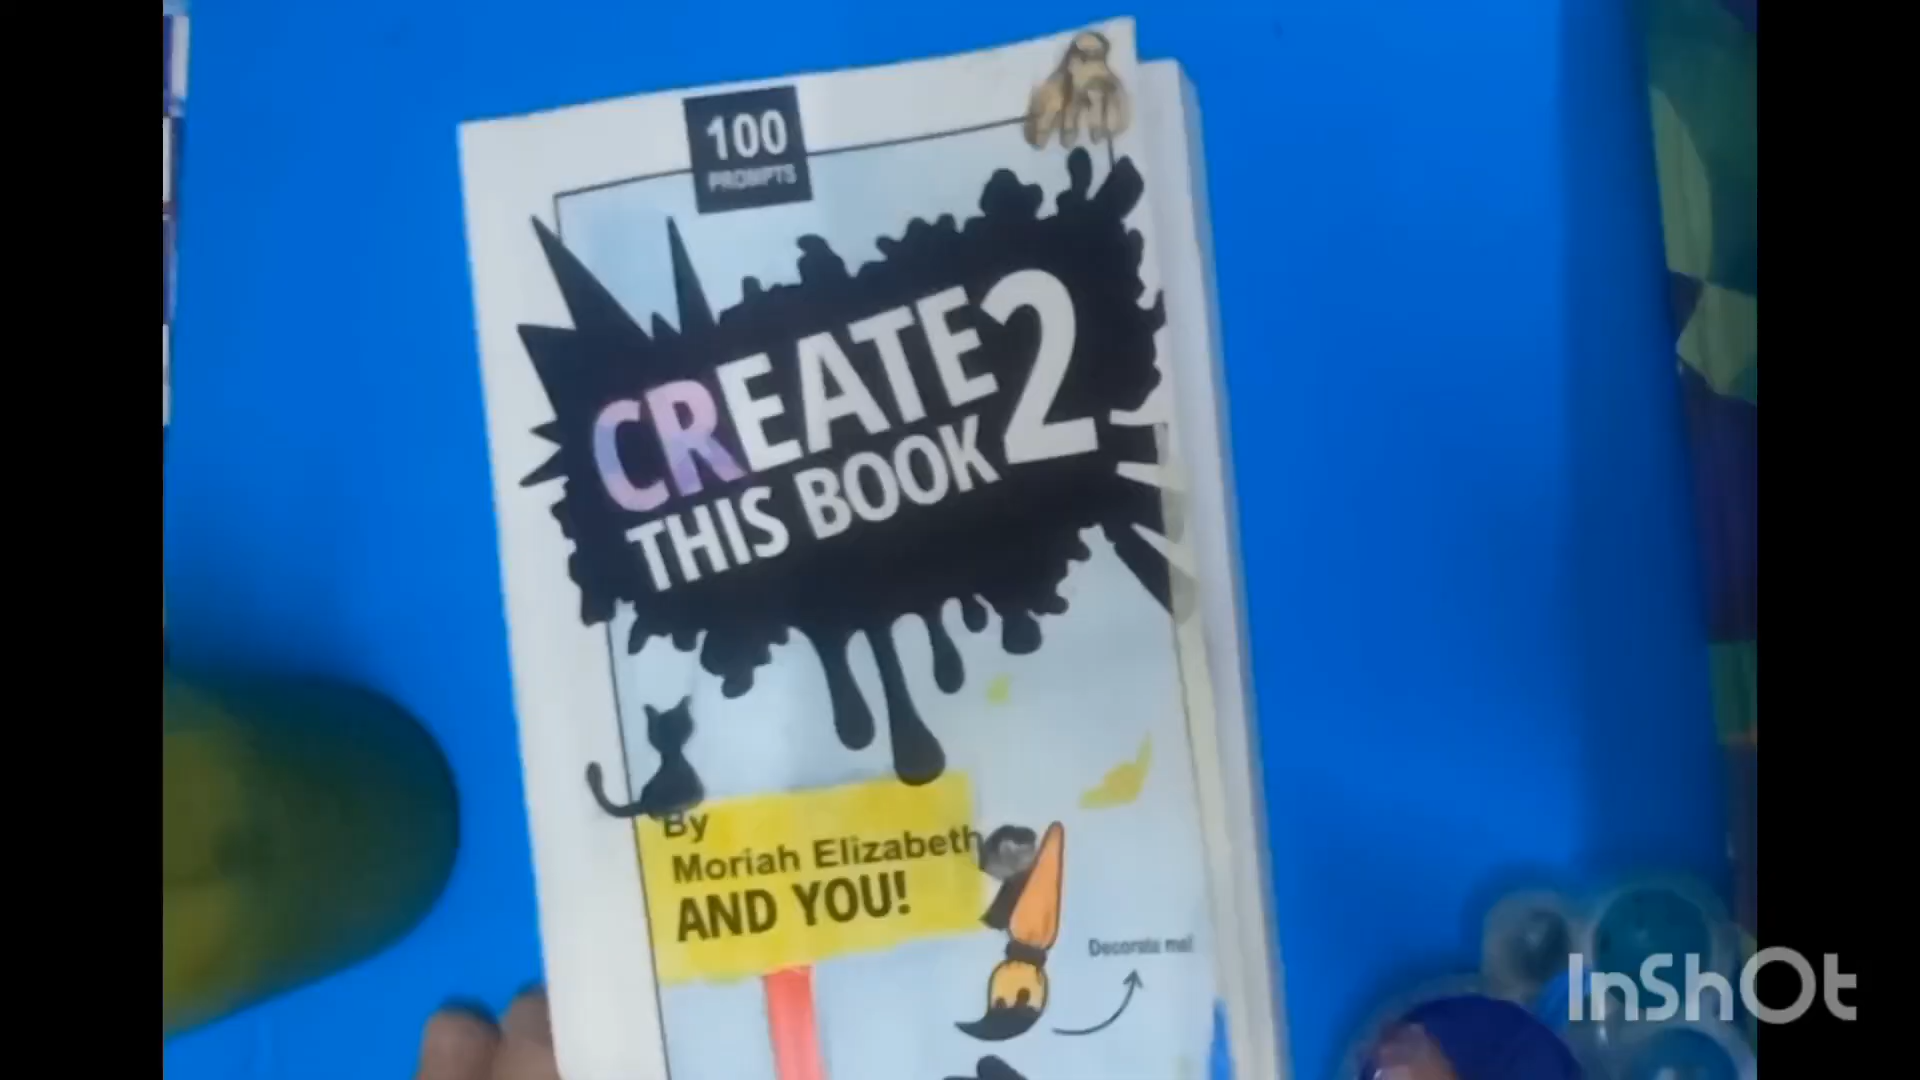 100
PROMPTS
CREATE 2
THIS BOOK
By
Moriah Elizabeth
AND YOU!
Decorate me!
InShOt